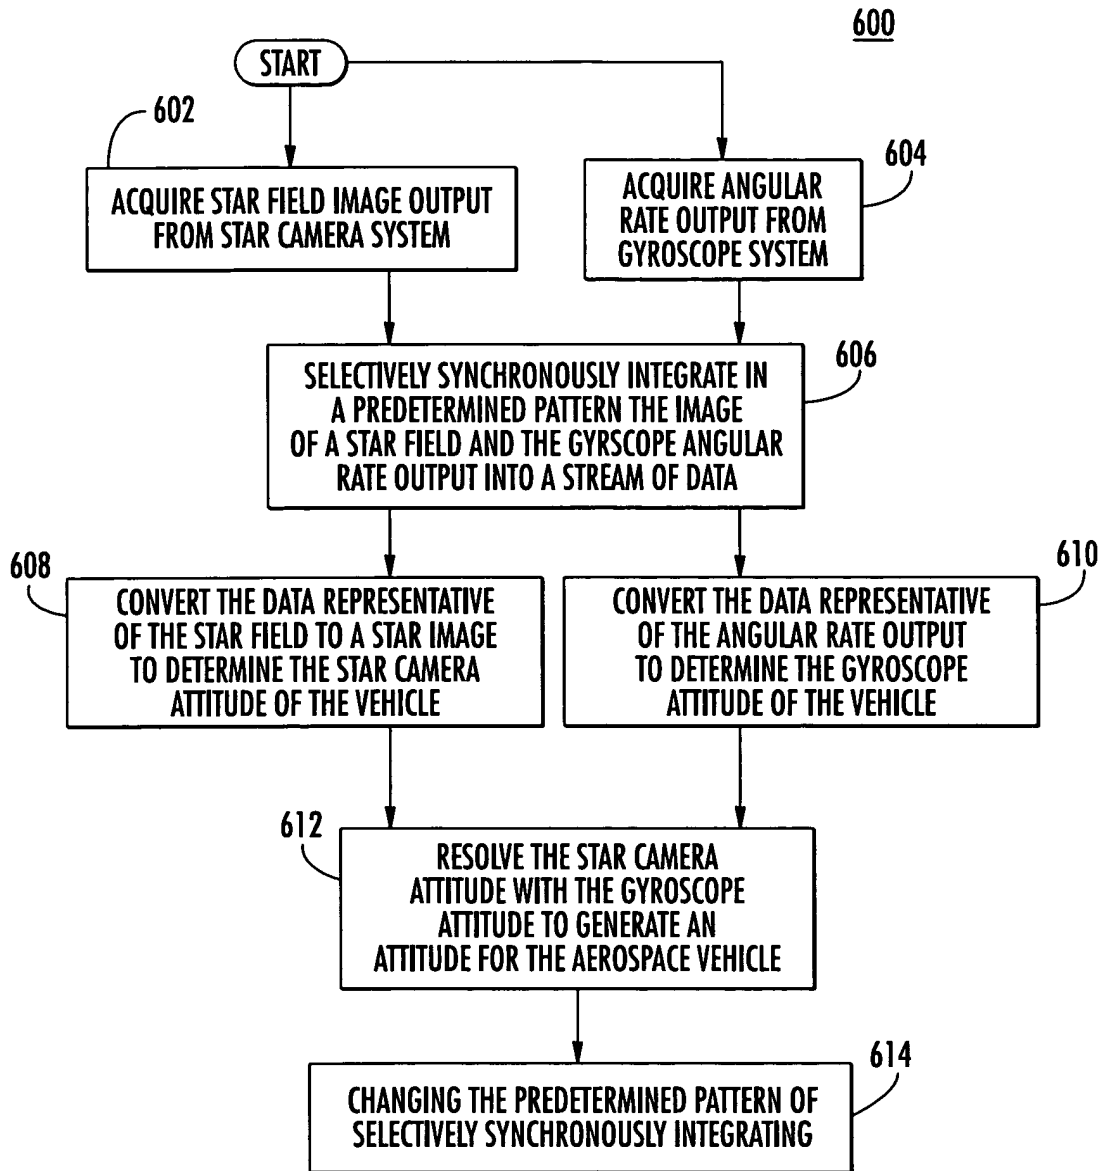 600
START
602
604
ACQUIRE STAR FIELD IMAGE OUTPUT
FROM STAR CAMERA SYSTEM
ACQUIRE ANGULAR
RATE OUTPUT FROM
GYROSCOPE SYSTEM
606
SELECTIVELY SYNCHRONOUSLY INTEGRATE IN
A PREDETERMINED PATTERN THE IMAGE
OF A STAR FIELD AND THE GYRSCOPE ANGULAR
RATE OUTPUT INTO A STREAM OF DATA
608
610
CONVERT THE DATA REPRESENTATIVE
OF THE STAR FIELD TO A STAR IMAGE
TO DETERMINE THE STAR CAMERA
ATTITUDE OF THE VEHICLE
CONVERT THE DATA REPRESENTATIVE
OF THE ANGULAR RATE OUTPUT
TO DETERMINE THE GYROSCOPE
ATTITUDE OF THE VEHICLE
612
RESOLVE THE STAR CAMERA
ATTITUDE WITH THE GYROSCOPE
ATTITUDE TO GENERATE AN
ATTITUDE FOR THE AEROSPACE VEHICLE
614
CHANGING THE PREDETERMINED PATTERN OF
SELECTIVELY SYNCHRONOUSLY INTEGRATING